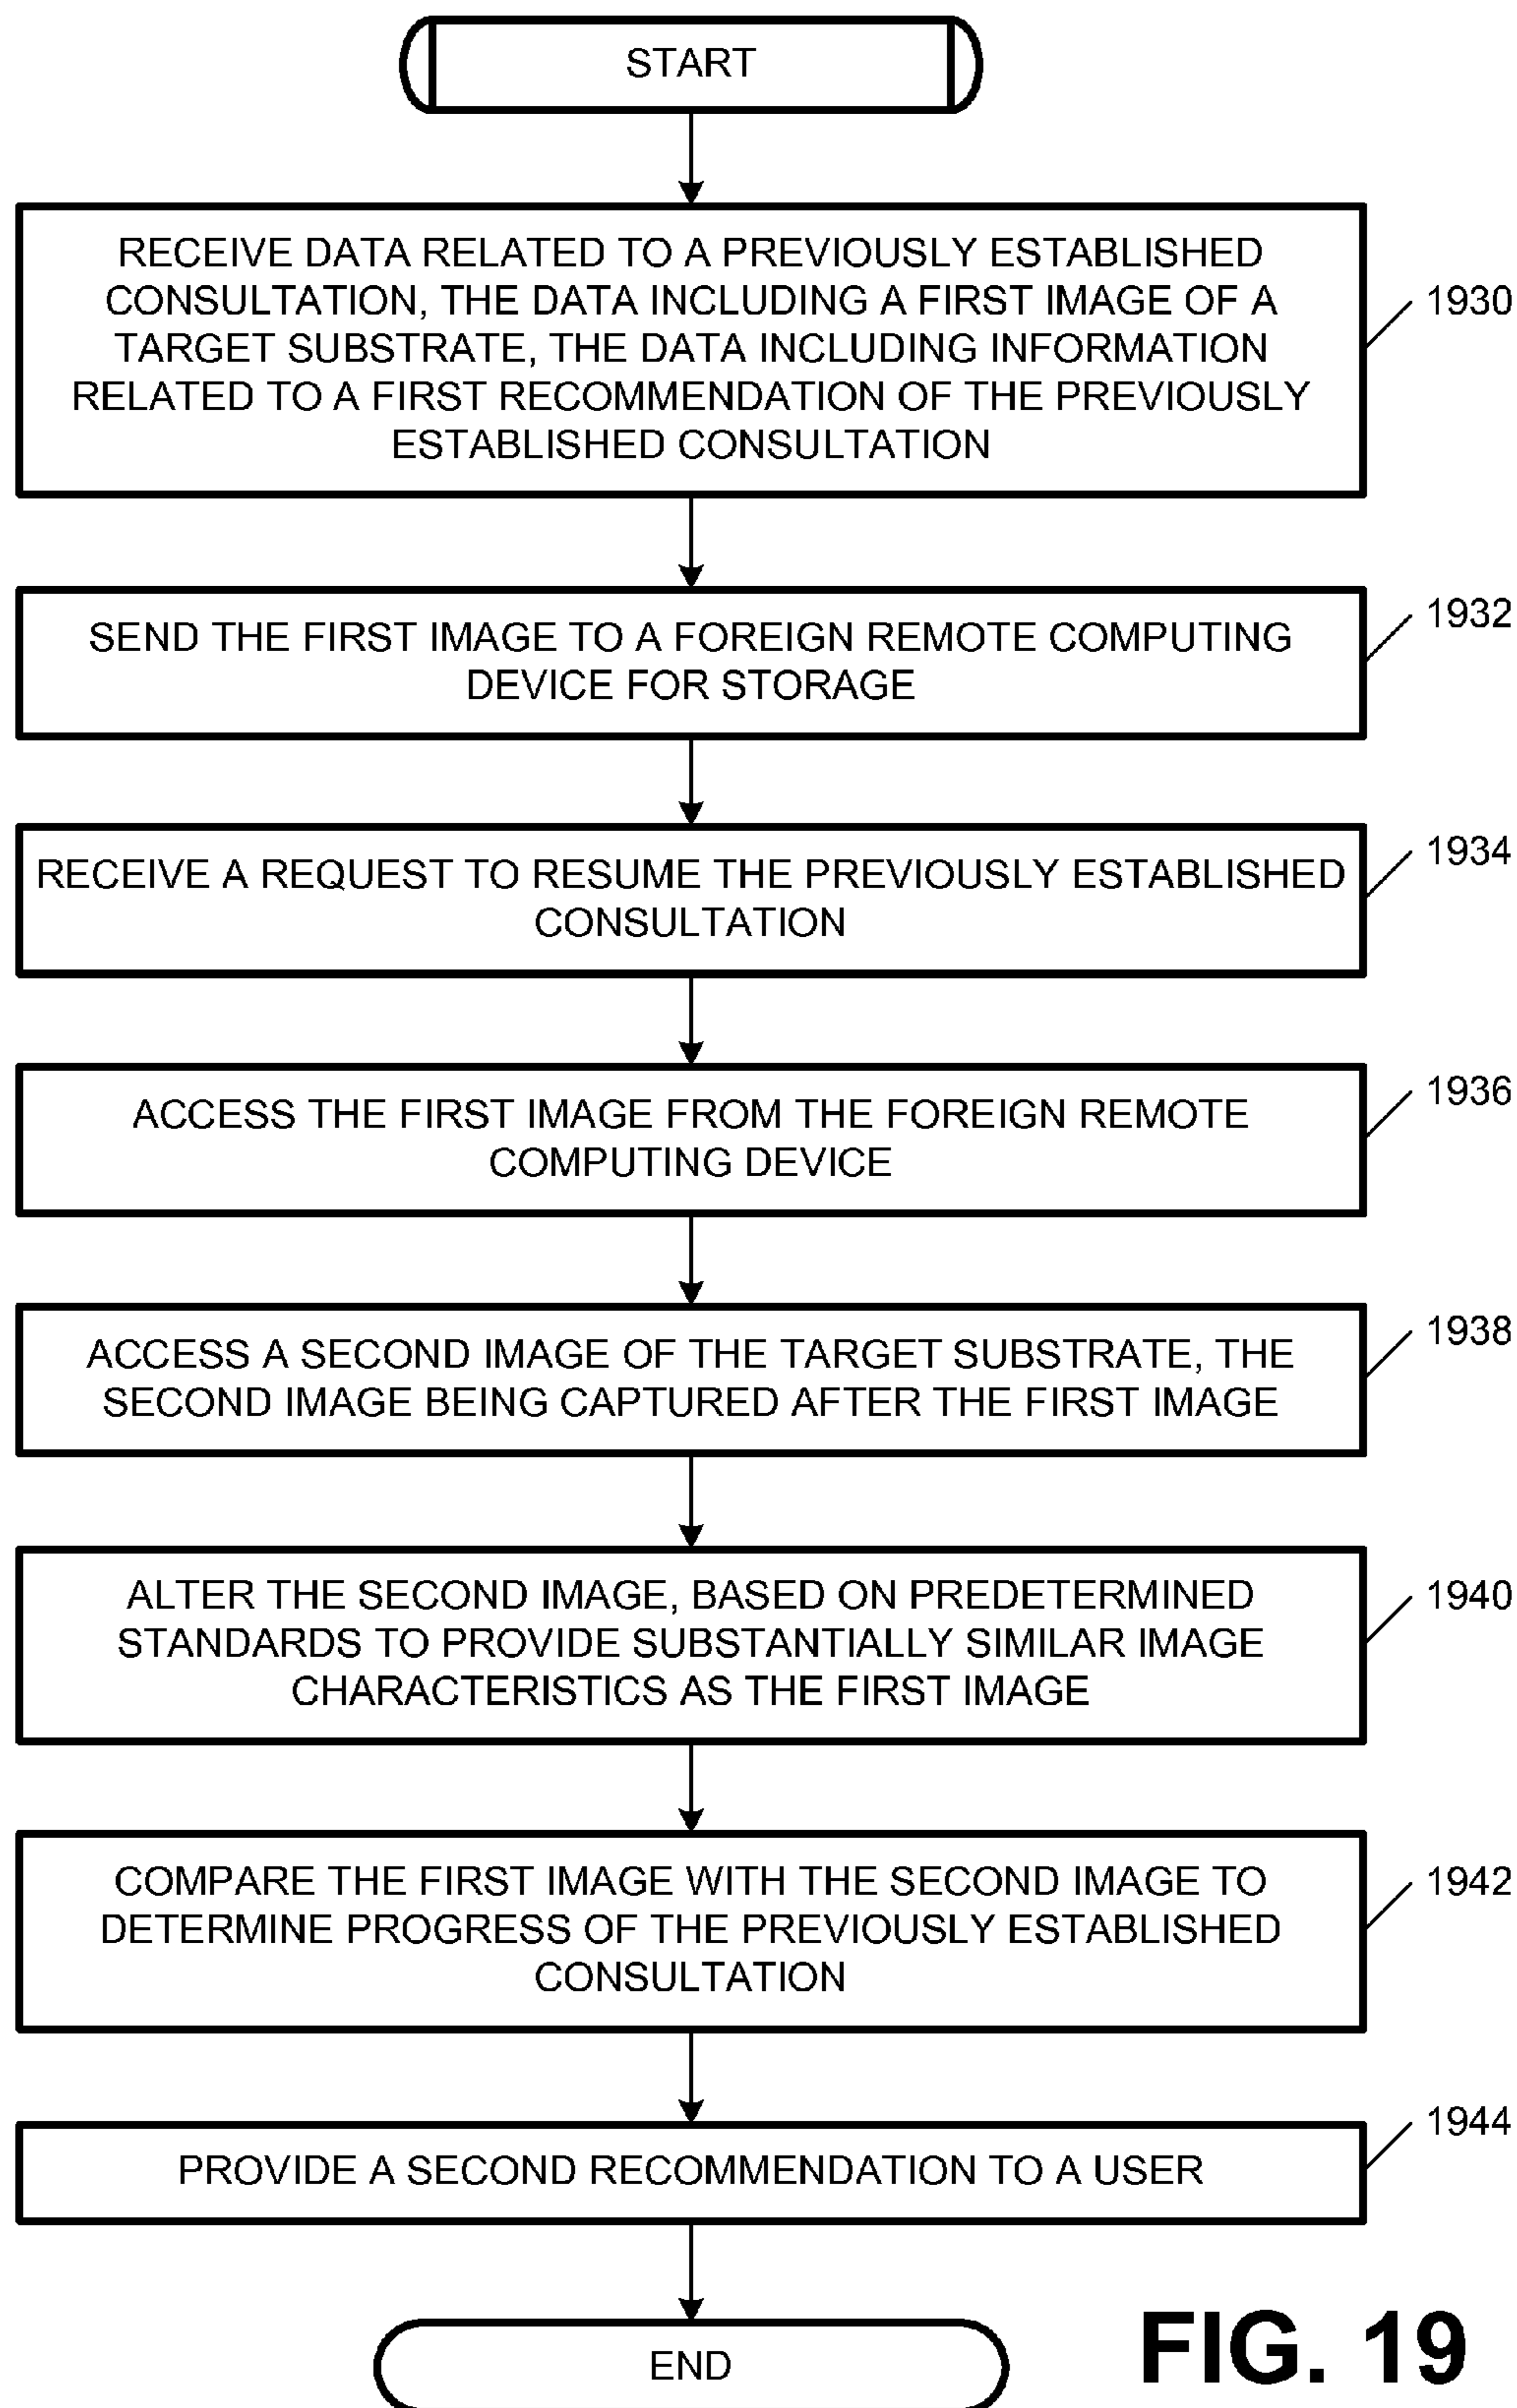 START
RECEIVE DATA RELATED TO A PREVIOUSLY ESTABLISHED
CONSULTATION, THE DATA INCLUDING A FIRST IMAGE OF A
TARGET SUBSTRATE, THE DATA INCLUDING INFORMATION
RELATED TO A FIRST RECOMMENDATION OF THE PREVIOUSLY
ESTABLISHED CONSULTATION
1930
SEND THE FIRST IMAGE TO A FOREIGN REMOTE COMPUTING
DEVICE FOR STORAGE
1932
RECEIVE A REQUEST TO RESUME THE PREVIOUSLY ESTABLISHED
CONSULTATION
1934
ACCESS THE FIRST IMAGE FROM THE FOREIGN REMOTE
COMPUTING DEVICE
1936
ACCESS A SECOND IMAGE OF THE TARGET SUBSTRATE, THE
SECOND IMAGE BEING CAPTURED AFTER THE FIRST IMAGE
1938
ALTER THE SECOND IMAGE, BASED ON PREDETERMINED
STANDARDS TO PROVIDE SUBSTANTIALLY SIMILAR IMAGE
CHARACTERISTICS AS THE FIRST IMAGE
1940
COMPARE THE FIRST IMAGE WITH THE SECOND IMAGE TO
DETERMINE PROGRESS OF THE PREVIOUSLY ESTABLISHED
CONSULTATION
1942
PROVIDE A SECOND RECOMMENDATION TO A USER
1944
END
FIG. 19